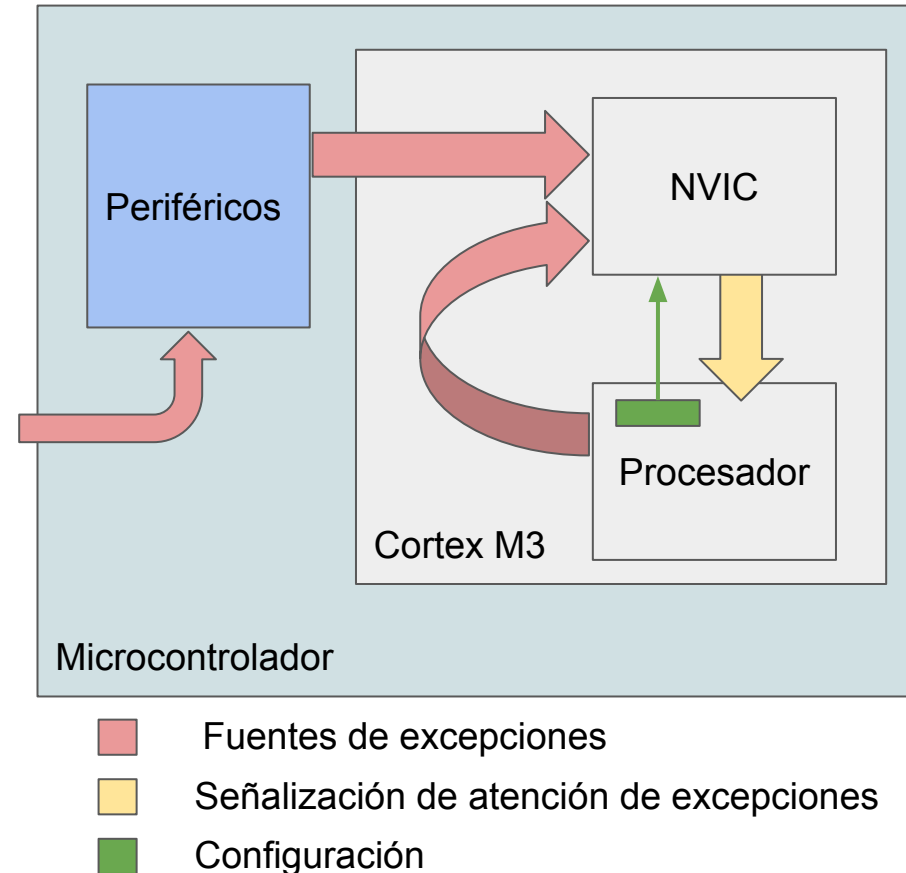 Periféricos
NVIC
Procesador
Cortex M3
Microcontrolador
Fuentes de excepciones
Señalización de atención de excepciones
Configuración